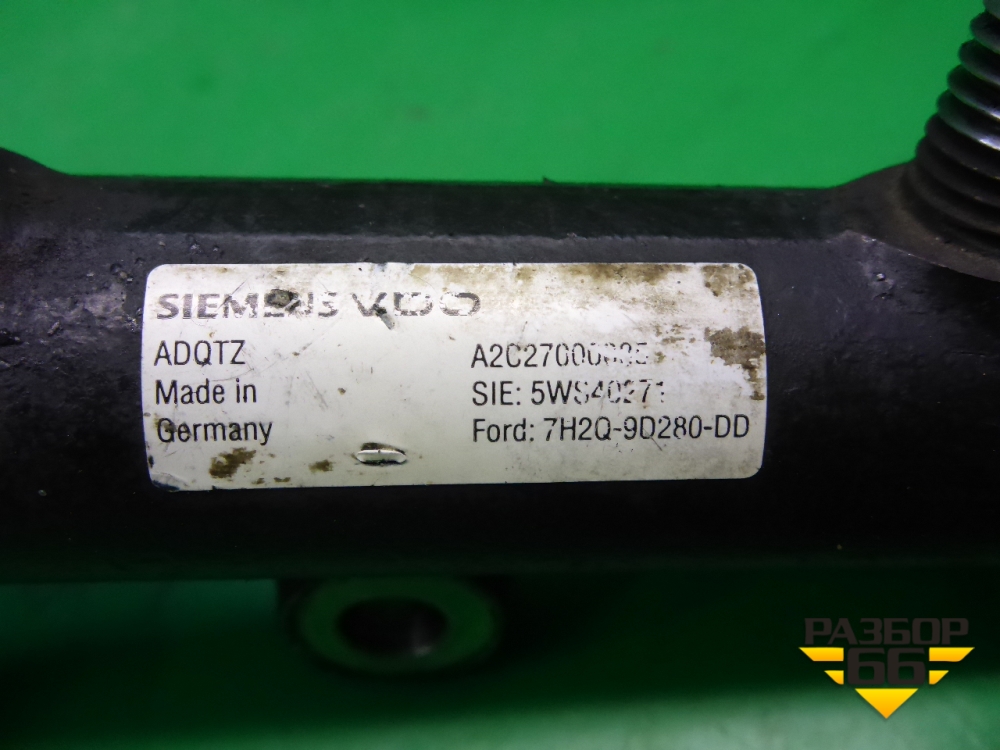 SIEMENS VDO
ADQTZ
Made in
Germany
SIE: 5WS40271
Ford: 7H2Q-9D280-DD
РАЗБОР
66